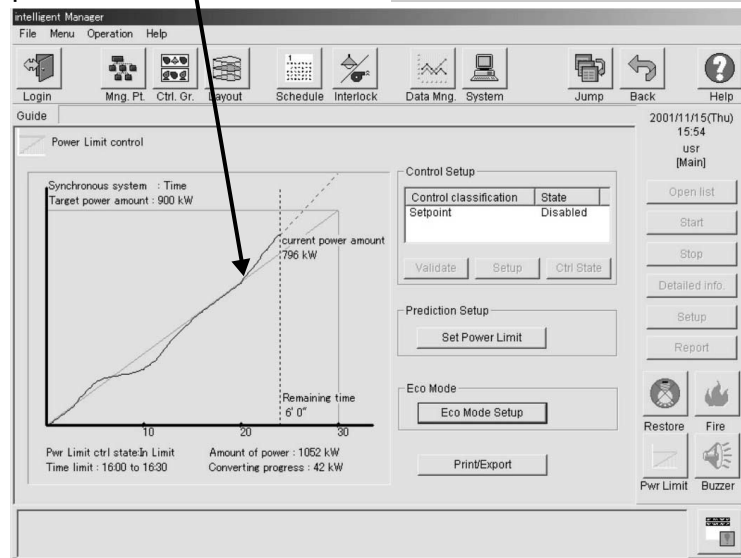 intelligent Manager
File Menu Operation Help
Login Mng. Pt. Ctrl. Gr. Layout Schedule Interlock Data Mng. System Jump Back Help
Guide
2001/11/15(Thu)
15:54
usr
[Main]
Power Limit control
Synchronous system : Time
Target power amount : 900 kW
current power amount
796 kW
Remaining time
6' 0"
10 20 30
Pwr Limit ctrl state:In Limit Amount of power : 1052 kW
Time limit : 16:00 to 16:30 Converting progress : 42 kW
Control Setup
Control classification State
Setpoint Disabled
Validate Setup Ctrl State
Prediction Setup
Set Power Limit
Eco Mode
Eco Mode Setup
Print/Export
Open list
Start
Stop
Detailed info.
Setup
Report
Restore Fire
Pwr Limit Buzzer